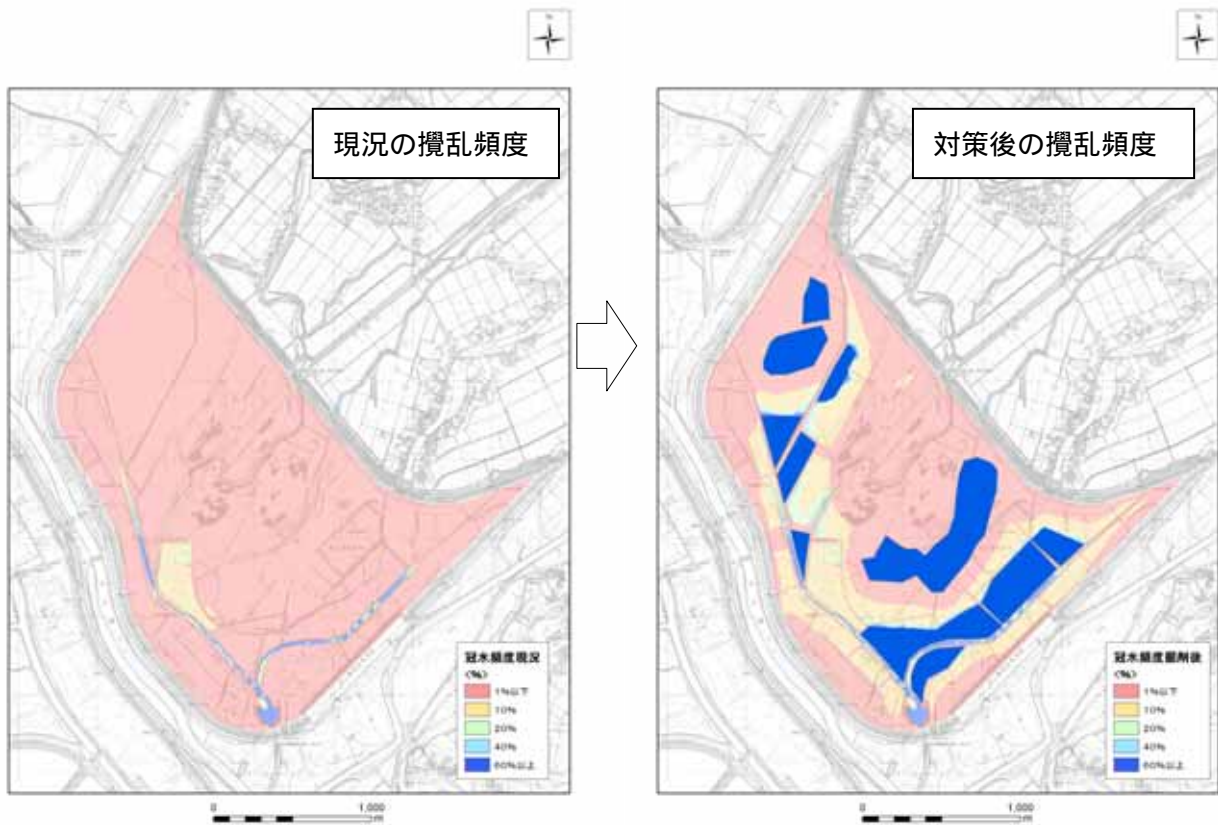 現況の攪乱頻度
対策後の攪乱頻度
冠水頻度現況
(%)
1%以下
10%
20%
40%
60%以上
0 1,000
m
冠水頻度掘削後
(%)
1%以下
10%
20%
40%
60%以上
0 1,000
m